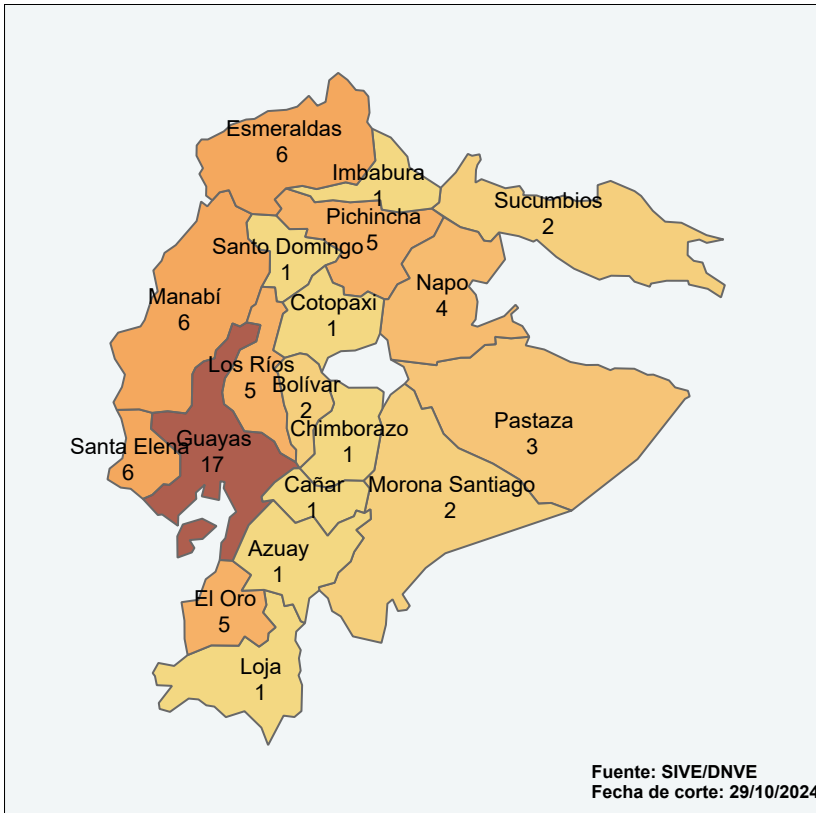 Esmeraldas
6
Imbabura
1
Sucumbios
2
Pichincha
5
Santo Domingo
1
Napo
4
Manabí
6
Cotopaxi
1
Los Ríos
5
Bolívar
2
Pastaza
3
Chimborazo
1
Santa Elena
6
Guayas
17
Cañar
1
Morona Santiago
2
Azuay
1
El Oro
5
Loja
1
Fuente: SIVE/DNVE
Fecha de corte: 29/10/2024